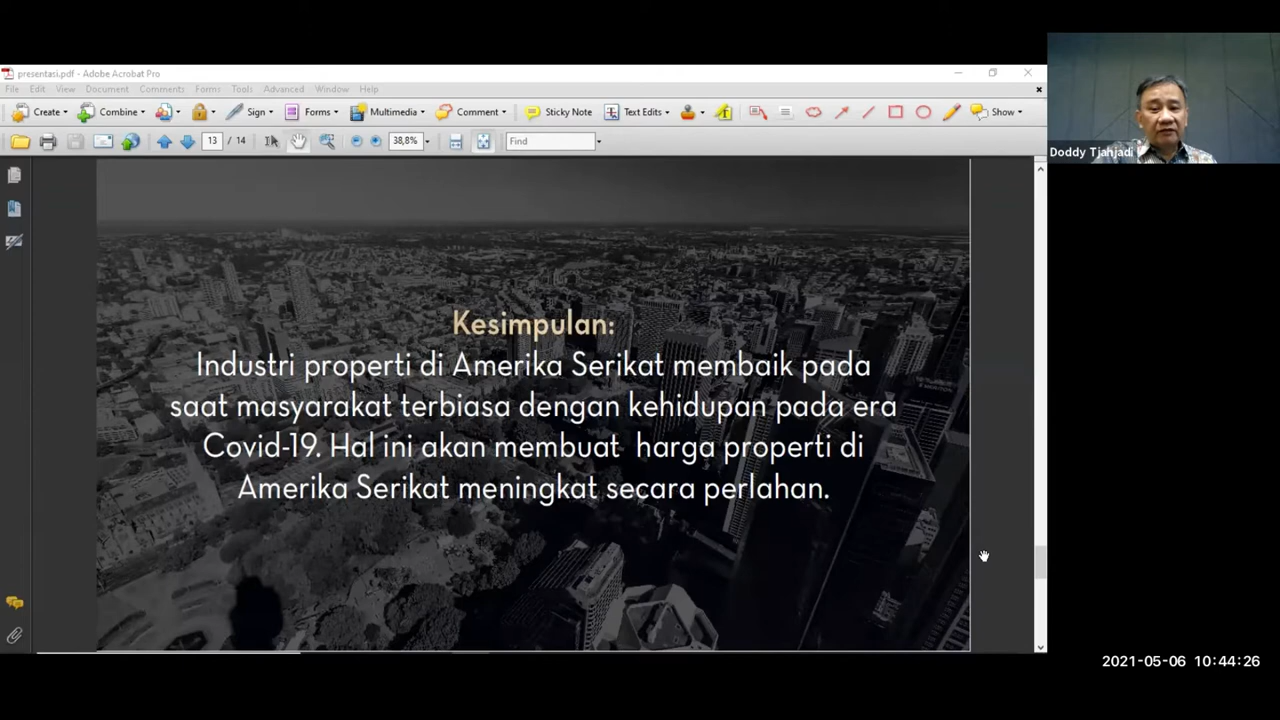 presentasi.pdf - Adobe Acrobat Pro
File Edit View Document Comments Forms Tools Advanced Window Help
Create Combine Sign Forms Multimedia Comment Sticky Note Text Edits Show
13 / 14 38,8% Find
Doddy Tjahjadi
Kesimpulan:
Industri properti di Amerika Serikat membaik pada
saat masyarakat terbiasa dengan kehidupan pada era
Covid-19. Hal ini akan membuat harga properti di
Amerika Serikat meningkat secara perlahan.
2021-05-06 10:44:26